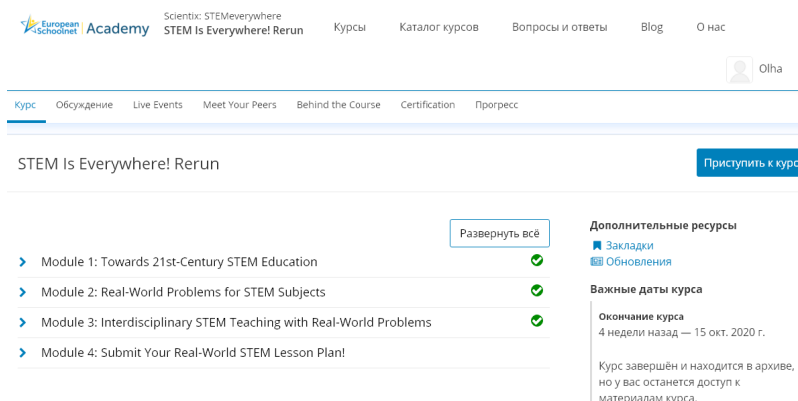 European Schoolnet Academy
Scientix: STEMeverywhere
STEM Is Everywhere! Rerun
Курсы
Каталог курсов
Вопросы и ответы
Blog
О нас
Olha
Курс
Обсуждение
Live Events
Meet Your Peers
Behind the Course
Certification
Прогресс
STEM Is Everywhere! Rerun
Приступить к курс
Развернуть всё
Module 1: Towards 21st-Century STEM Education
Module 2: Real-World Problems for STEM Subjects
Module 3: Interdisciplinary STEM Teaching with Real-World Problems
Module 4: Submit Your Real-World STEM Lesson Plan!
Дополнительные ресурсы
Закладки
Обновления
Важные даты курса
Окончание курса
4 недели назад — 15 окт. 2020 г.
Курс завершён и находится в архиве,
но у вас останется доступ к
материалам курса.